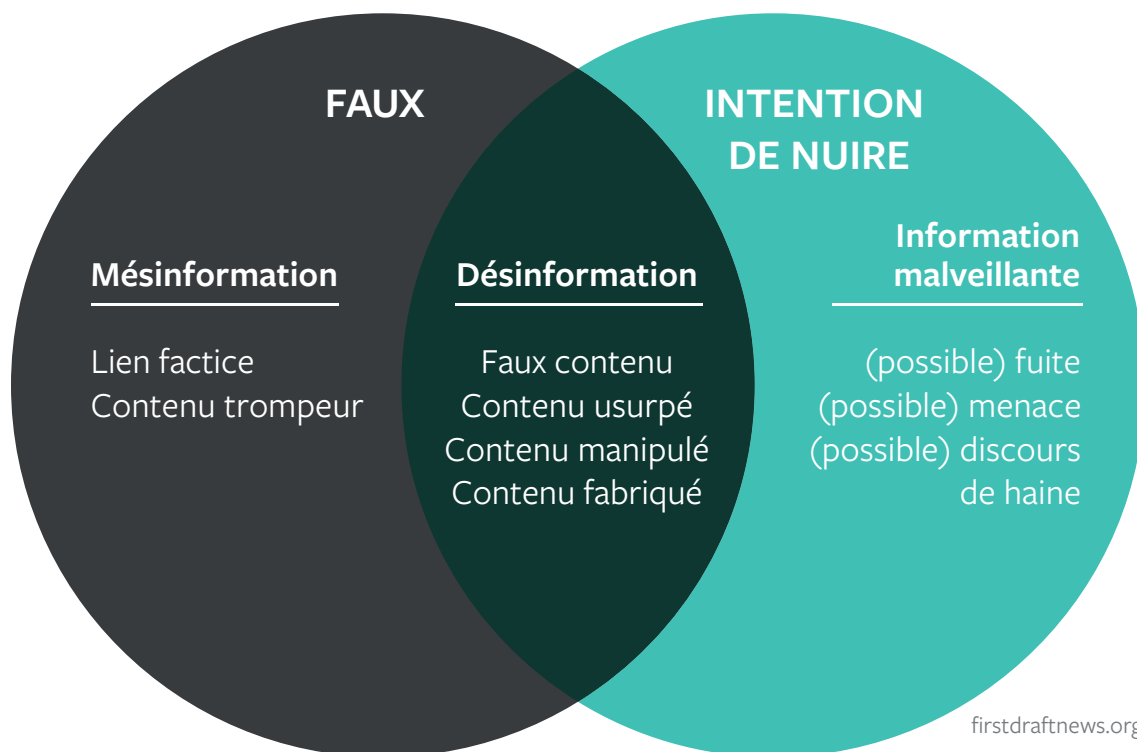 FAUX
INTENTION
DE NUIRE
Mésinformation
Lien factice
Contenu trompeur
Désinformation
Faux contenu
Contenu usurpé
Contenu manipulé
Contenu fabriqué
Information
malveillante
(possible) fuite
(possible) menace
(possible) discours
de haine
firstdraftnews.org